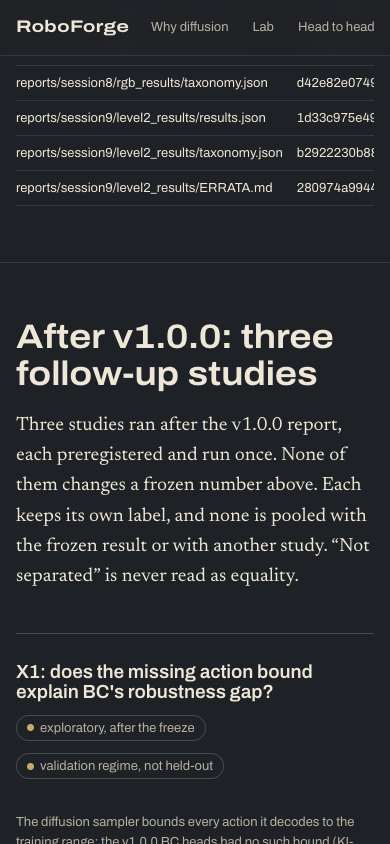 RoboForge Why diffusion Lab Head to head
reports/session8/rgb_results/taxonomy.json d42e82e0749
reports/session9/level2_results/results.json 1d33c975e49
reports/session9/level2_results/taxonomy.json b2922230b88
reports/session9/level2_results/ERRATA.md 280974a9944
After v1.0.0: three
follow-up studies
Three studies ran after the v1.0.0 report,
each preregistered and run once. None of
them changes a frozen number above. Each
keeps its own label, and none is pooled with
the frozen result or with another study. “Not
separated” is never read as equality.
X1: does the missing action bound
explain BC's robustness gap?
exploratory, after the freeze
validation regime, not held-out
The diffusion sampler bounds every action it decodes to the
training range; the v1.0.0 BC heads had no such bound (KI-